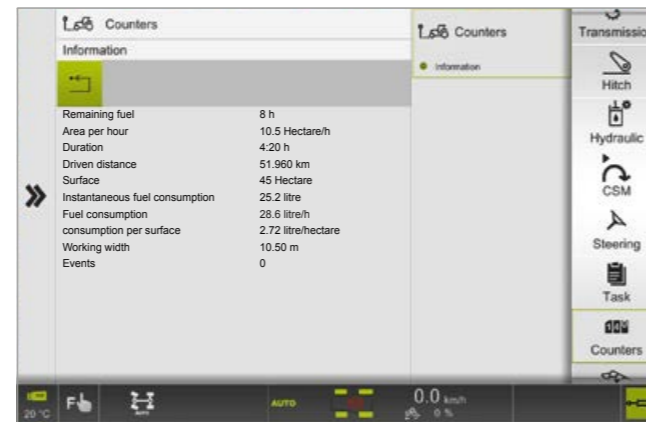 Counters
Information
Remaining fuel 8 h
Area per hour 10.5 Hectare/h
Duration 4:20 h
Driven distance 51.960 km
Surface 45 Hectare
Instantaneous fuel consumption 25.2 litre
Fuel consumption 28.6 litre/h
consumption per surface 2.72 litre/hectare
Working width 10.50 m
Events 0
Counters
Information
Transmissio
Hitch
Hydraulic
CSM
Steering
Task
Counters
20 °C
F
AUTO
AUTO
0.0 km/h
0 %